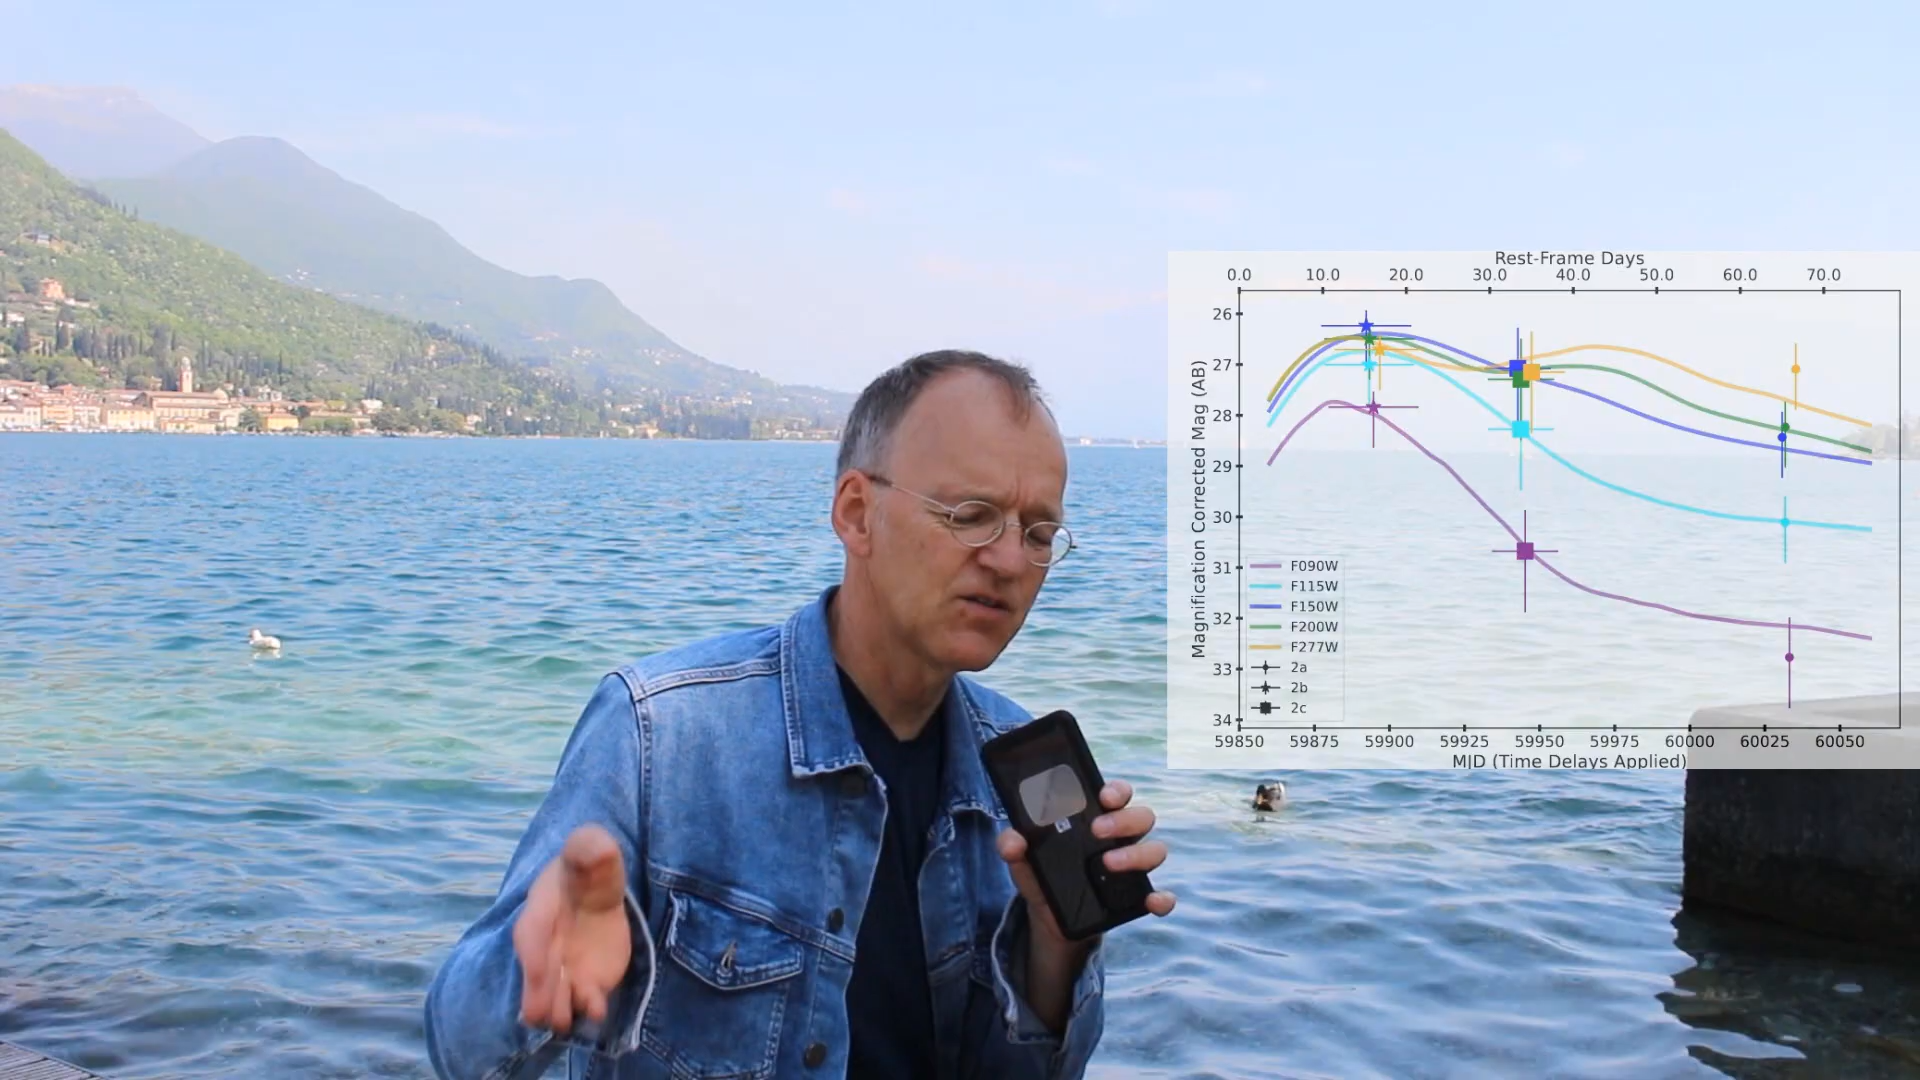 Rest-Frame Days
0.0 10.0 20.0 30.0 40.0 50.0 60.0 70.0
Magnification Corrected Mag (AB)
26
27
28
29
30
31
32
33
34
F090W
F115W
F150W
F200W
F277W
2a
2b
2c
59850 59875 59900 59925 59950 59975 60000 60025 60050
MJD (Time Delays Applied)